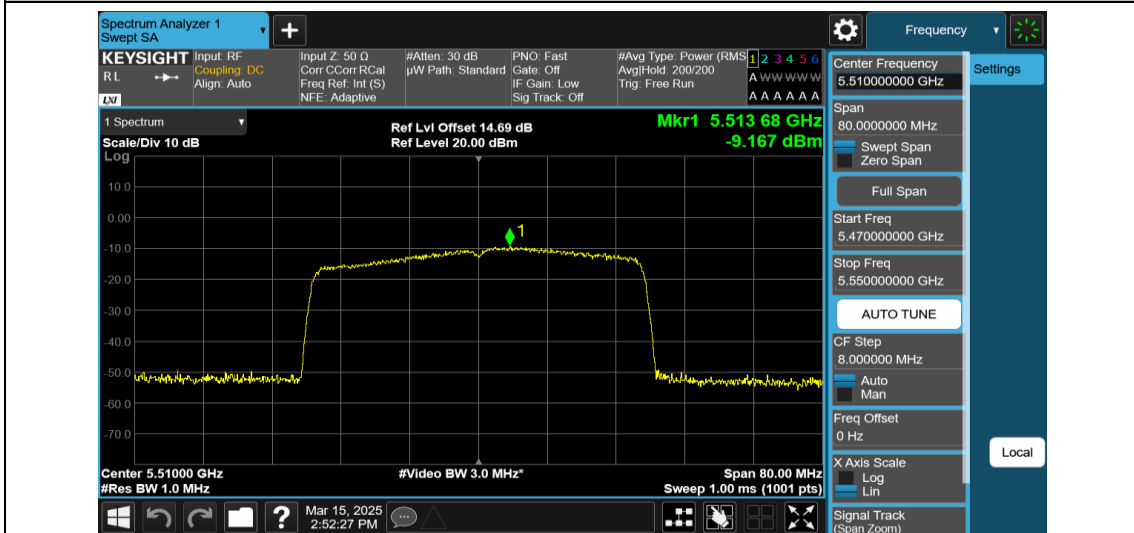 Spectrum Analyzer 1
Swept SA
+
Frequency
KEYSIGHT
R L
LXI
Input: RF
Coupling: DC
Align: Auto
Input Z: 50 Ω
Corr CCorr RCal
Freq Ref: Int (S)
NFE: Adaptive
#Atten: 30 dB
µW Path: Standard
PNO: Fast
Gate: Off
IF Gain: Low
Sig Track: Off
#Avg Type: Power (RMS
Avg|Hold: 200/200
Trig: Free Run
1 2 3 4 5 6
A W W W W W
A A A A A A
1 Spectrum
Scale/Div 10 dB
Log
Ref Lvl Offset 14.69 dB
Ref Level 20.00 dBm
Mkr1 5.513 68 GHz
-9.167 dBm
10.0
0.00
-10.0
-20.0
-30.0
-40.0
-50.0
-60.0
-70.0
1
Center 5.51000 GHz
#Res BW 1.0 MHz
#Video BW 3.0 MHz*
Span 80.00 MHz
Sweep 1.00 ms (1001 pts)
Mar 15, 2025
2:52:27 PM
?
Center Frequency
5.510000000 GHz
Span
80.0000000 MHz
Swept Span
Zero Span
Full Span
Start Freq
5.470000000 GHz
Stop Freq
5.550000000 GHz
AUTO TUNE
CF Step
8.000000 MHz
Auto
Man
Freq Offset
0 Hz
X Axis Scale
Log
Lin
Signal Track
(Span Zoom)
Settings
Local